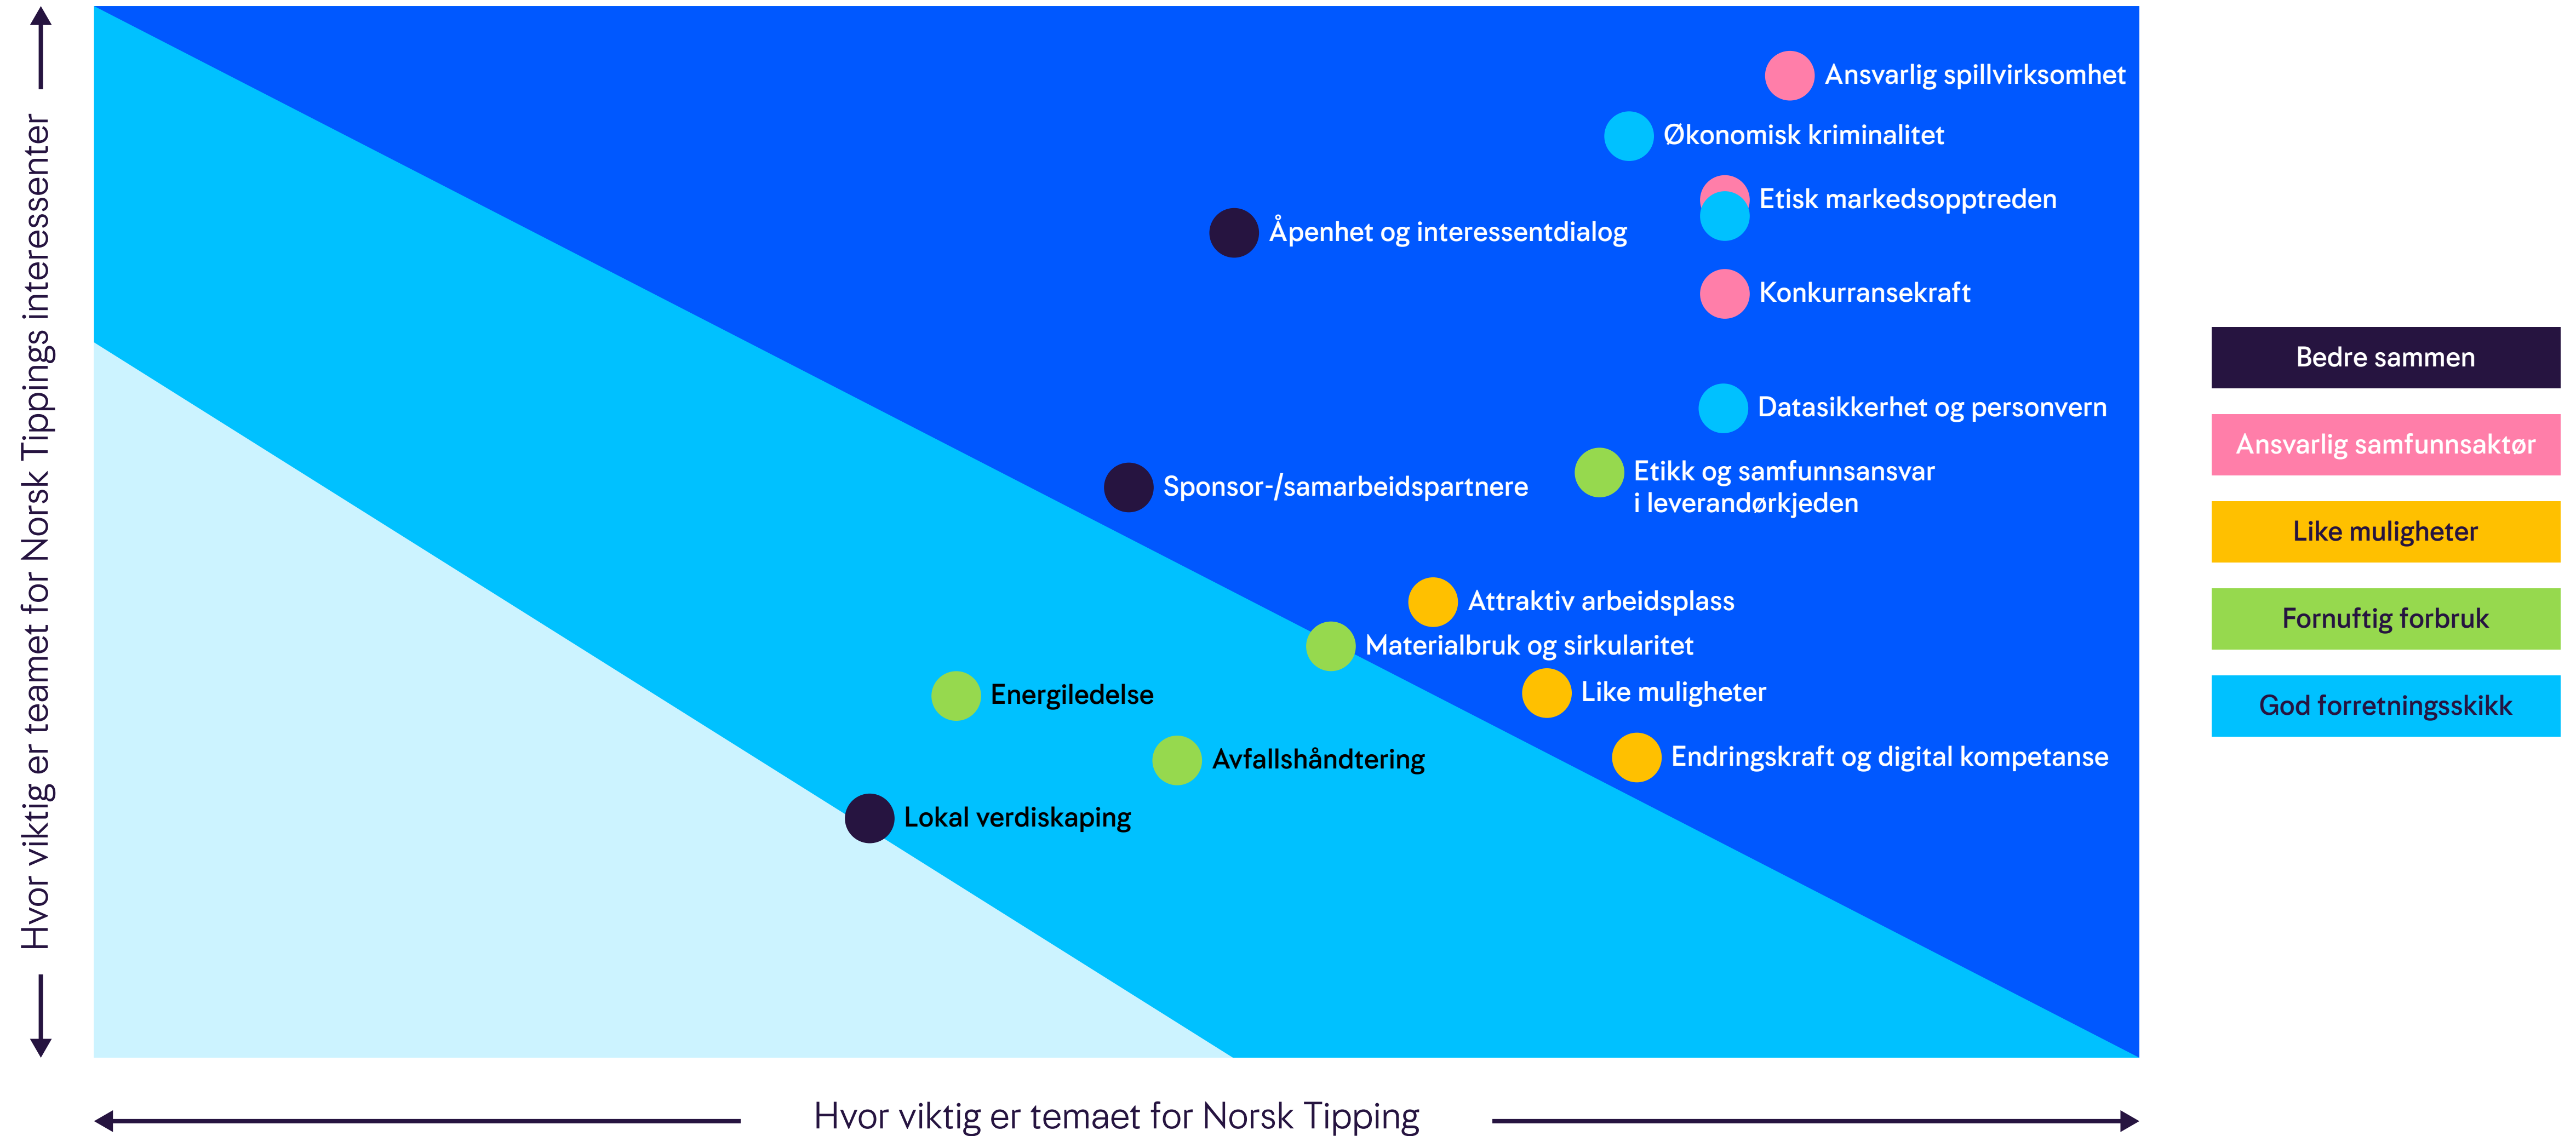 Hvor viktig er teamet for Norsk Tippings interessenter
Ansvarlig spillvirksomhet
Økonomisk kriminalitet
Etisk markedsopptreden
Åpenhet og interessentdialog
Konkurransekraft
Datasikkerhet og personvern
Etikk og samfunnsansvar
i leverandørkjeden
Sponsor-/samarbeidspartnere
Attraktiv arbeidsplass
Materialbruk og sirkularitet
Like muligheter
Energiledelse
Endringskraft og digital kompetanse
Avfallshåndtering
Lokal verdiskaping
Hvor viktig er temaet for Norsk Tipping
Bedre sammen
Ansvarlig samfunnsaktør
Like muligheter
Fornuftig forbruk
God forretningsskikk